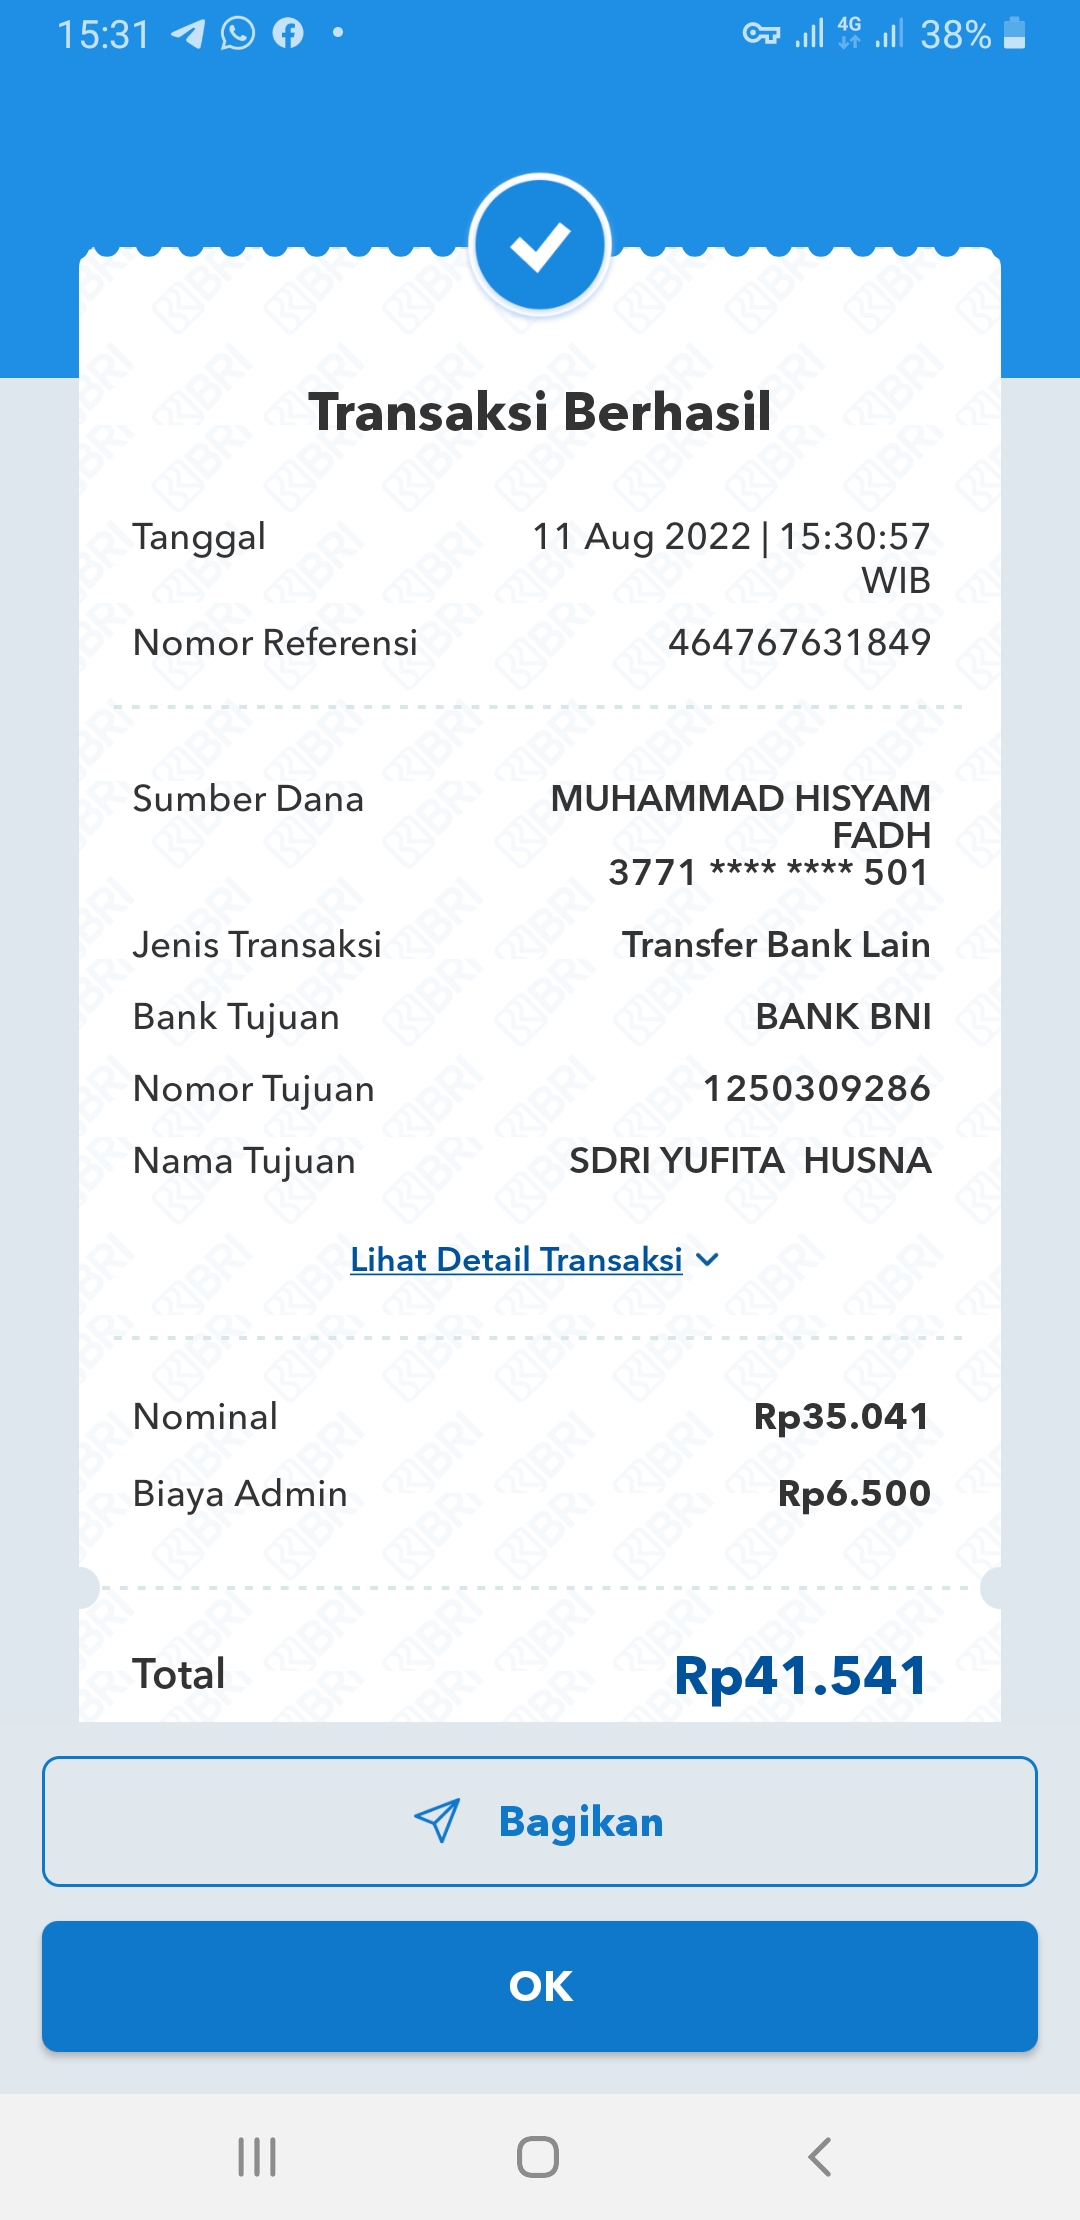 15:31 4G 38%
Transaksi Berhasil
Tanggal 11 Aug 2022 | 15:30:57
WIB
Nomor Referensi 464767631849
Sumber Dana MUHAMMAD HISYAM
FADH
3771 **** **** 501
Jenis Transaksi Transfer Bank Lain
Bank Tujuan BANK BNI
Nomor Tujuan 1250309286
Nama Tujuan SDRI YUFITA  HUSNA
Lihat Detail Transaksi
Nominal Rp35.041
Biaya Admin Rp6.500
Total Rp41.541
Bagikan
OK